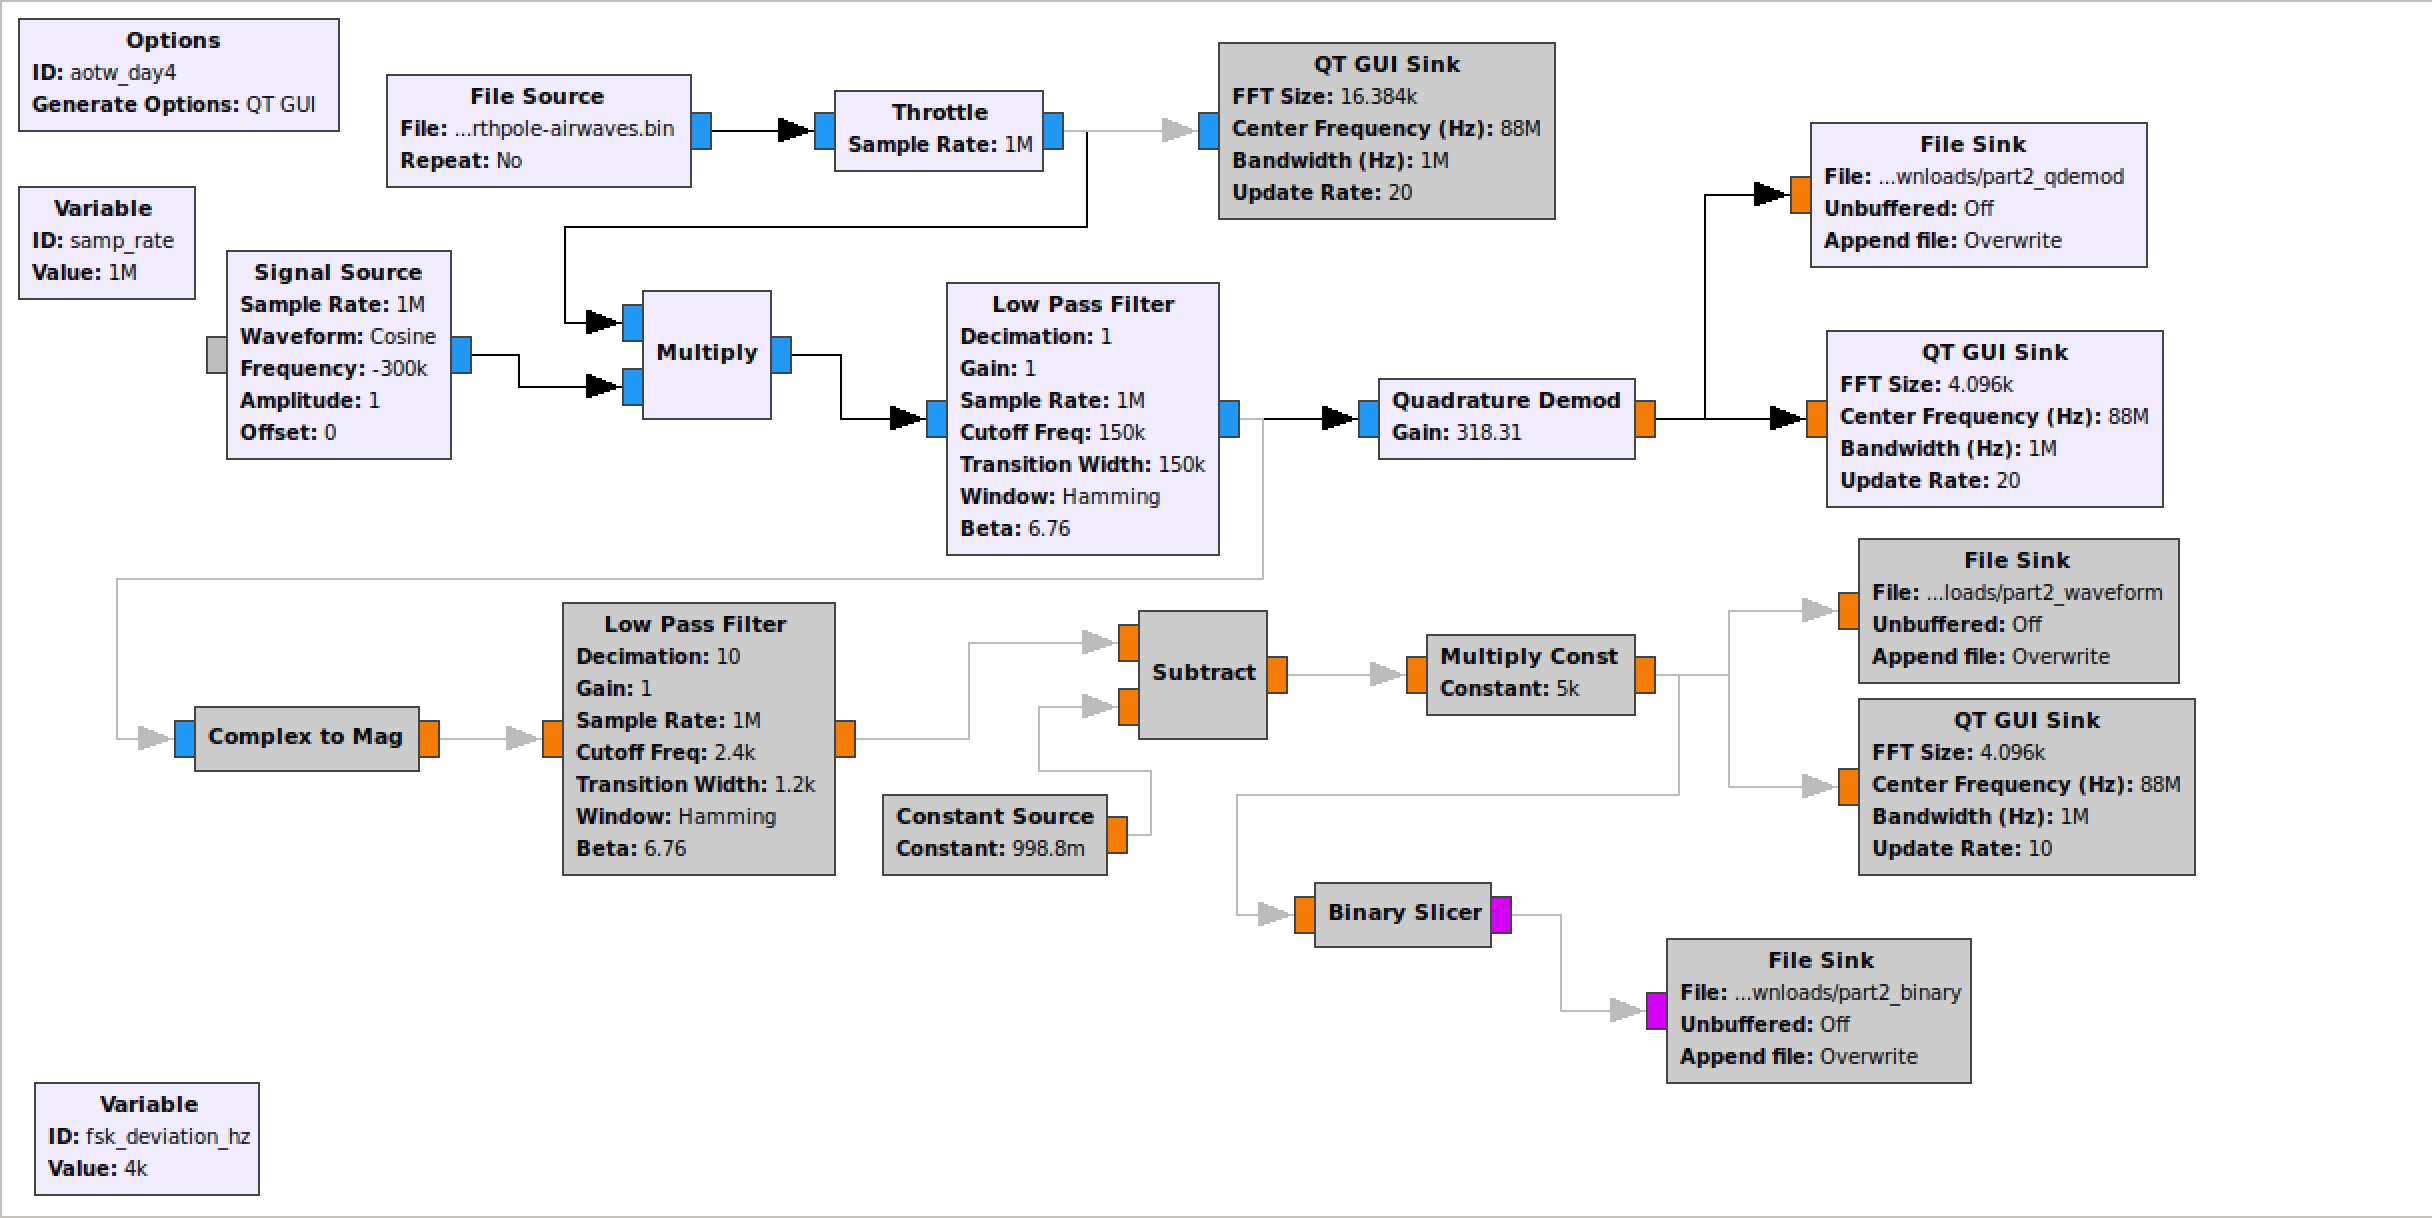 Options
ID: aotw_day4
Generate Options: QT GUI
File Source
File: ...rthpole-airwaves.bin
Repeat: No
Throttle
Sample Rate: 1M
QT GUI Sink
FFT Size: 16.384k
Center Frequency (Hz): 88M
Bandwidth (Hz): 1M
Update Rate: 20
File Sink
File: ...wnloads/part2_qdemod
Unbuffered: Off
Append file: Overwrite
Variable
ID: samp_rate
Value: 1M
Signal Source
Sample Rate: 1M
Waveform: Cosine
Frequency: -300k
Amplitude: 1
Offset: 0
Multiply
Low Pass Filter
Decimation: 1
Gain: 1
Sample Rate: 1M
Cutoff Freq: 150k
Transition Width: 150k
Window: Hamming
Beta: 6.76
Quadrature Demod
Gain: 318.31
QT GUI Sink
FFT Size: 4.096k
Center Frequency (Hz): 88M
Bandwidth (Hz): 1M
Update Rate: 20
Complex to Mag
Low Pass Filter
Decimation: 10
Gain: 1
Sample Rate: 1M
Cutoff Freq: 2.4k
Transition Width: 1.2k
Window: Hamming
Beta: 6.76
Constant Source
Constant: 998.8m
Subtract
Multiply Const
Constant: 5k
File Sink
File: ...loads/part2_waveform
Unbuffered: Off
Append file: Overwrite
QT GUI Sink
FFT Size: 4.096k
Center Frequency (Hz): 88M
Bandwidth (Hz): 1M
Update Rate: 10
Binary Slicer
File Sink
File: ...wnloads/part2_binary
Unbuffered: Off
Append file: Overwrite
Variable
ID: fsk_deviation_hz
Value: 4k